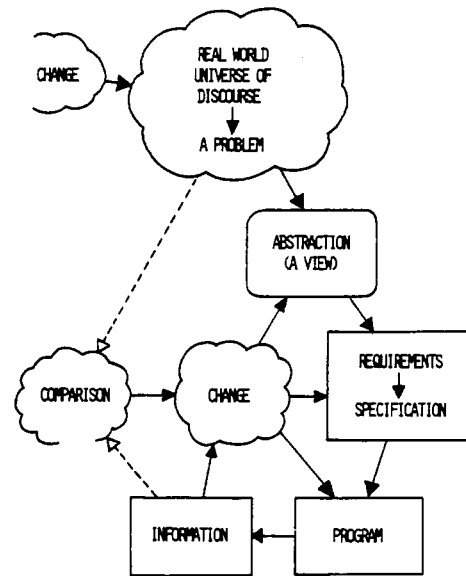 REAL WORLD
UNIVERSE OF
DISCOURSE
A PROBLEM
CHANGE
ABSTRACTION
(A VIEW)
REQUIREMENTS
SPECIFICATION
COMPARISON
CHANGE
INFORMATION
PROGRAM